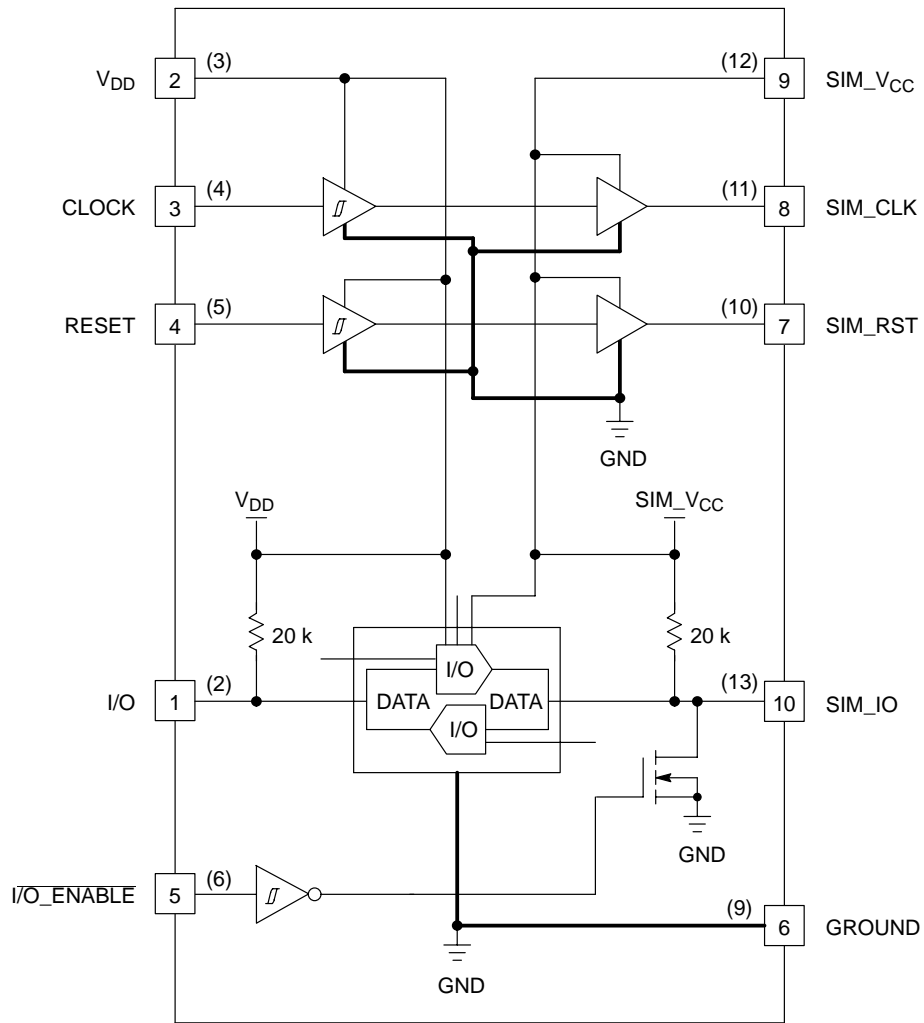 V_DD 2 (3) (12) 9 SIM_V_CC
CLOCK 3 (4) (11) 8 SIM_CLK
RESET 4 (5) (10) 7 SIM_RST
GND
V_DD SIM_V_CC
20 k 20 k
I/O
I/O 1 (2) DATA DATA (13) 10 SIM_IO
I/O
GND
I/O_ENABLE 5 (6) (9) 6 GROUND
GND